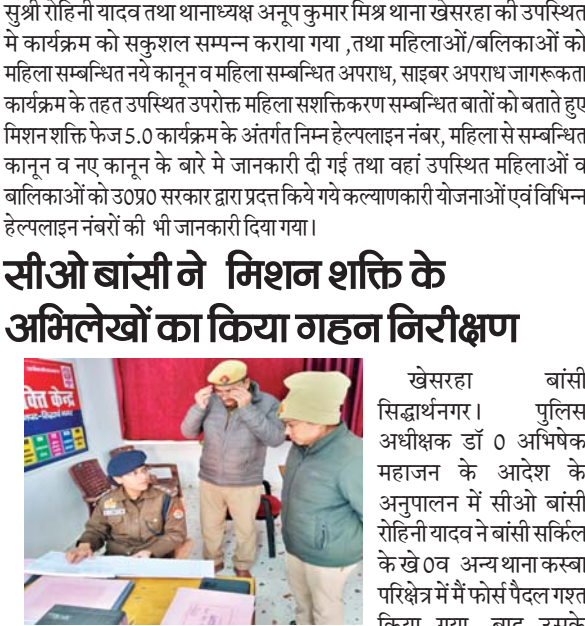 सुश्री रोहिनी यादव तथा थानाध्यक्ष अनूप कुमार मिश्र थाना खेसरहा की उपस्थित
मे कार्यक्रम को सकुशल सम्पन्न कराया गया ,तथा महिलाओं/बलिकाओं को
महिला सम्बन्धित नये कानून व महिला सम्बन्धित अपराध, साइबर अपराध जागरूकता
कार्यक्रम के तहत उपस्थित उपरोक्त महिला सशक्तिकरण सम्बन्धित बातों को बताते हुए
मिशन शक्ति फेज 5.0 कार्यक्रम के अंतर्गत निम्न हेल्पलाइन नंबर, महिला से सम्बन्धित
कानून व नए कानून के बारे मे जानकारी दी गई तथा वहां उपस्थित महिलाओं व
बालिकाओं को उ0प्र0 सरकार द्वारा प्रदत्त किये गये कल्याणकारी योजनाओं एवं विभिन्न
हेल्पलाइन नंबरों की भी जानकारी दिया गया।
सीओ बांसी ने मिशन शक्ति के
अभिलेखों का किया गहन निरीक्षण
केन्द्र
खेसरहा बांसी
सिद्धार्थनगर। पुलिस
अधीक्षक डॉ 0 अभिषेक
महाजन के आदेश के
अनुपालन में सीओ बांसी
रोहिनी यादव ने बांसी सर्किल
के खे 0व अन्य थाना कस्बा
परिक्षेत्र में मैं फोर्स पैदल गश्त
किया गया बाद उसके